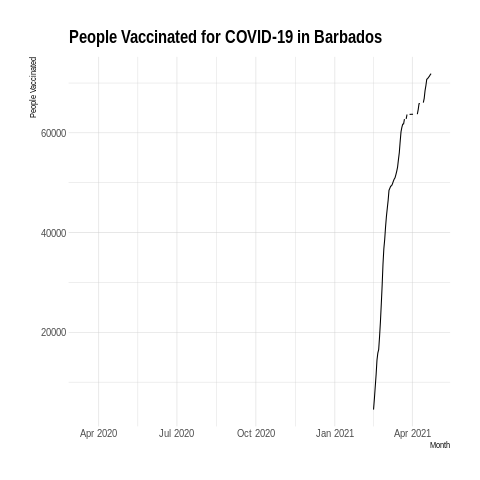 People Vaccinated for COVID-19 in Barbados
People Vaccinated
60000
40000
20000
Apr 2020 Jul 2020 Oct 2020 Jan 2021 Apr 2021
Month